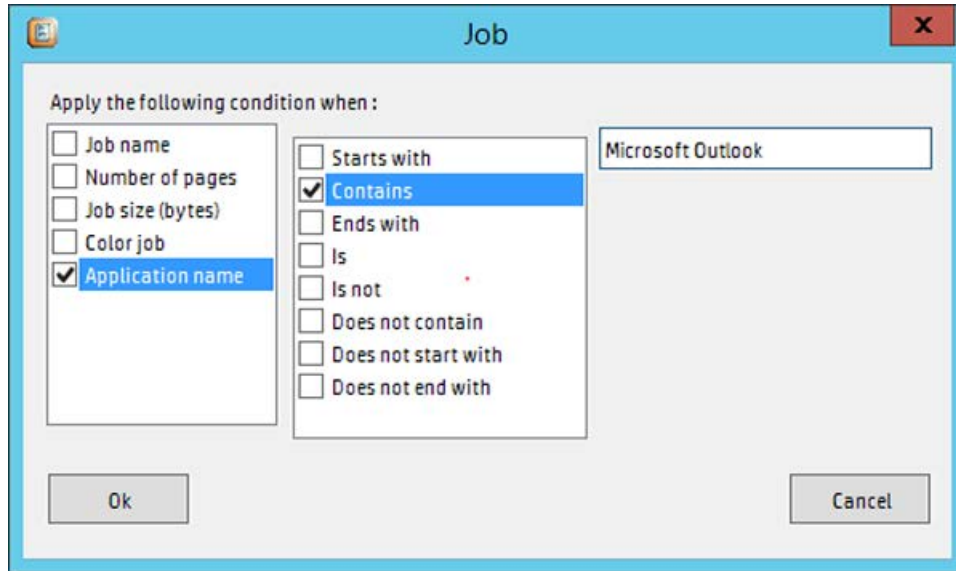 Job
X
Apply the following condition when :
Job name
Number of pages
Job size (bytes)
Color job
Application name
Starts with
Contains
Ends with
Is
Is not
Does not contain
Does not start with
Does not end with
Microsoft Outlook
Ok
Cancel